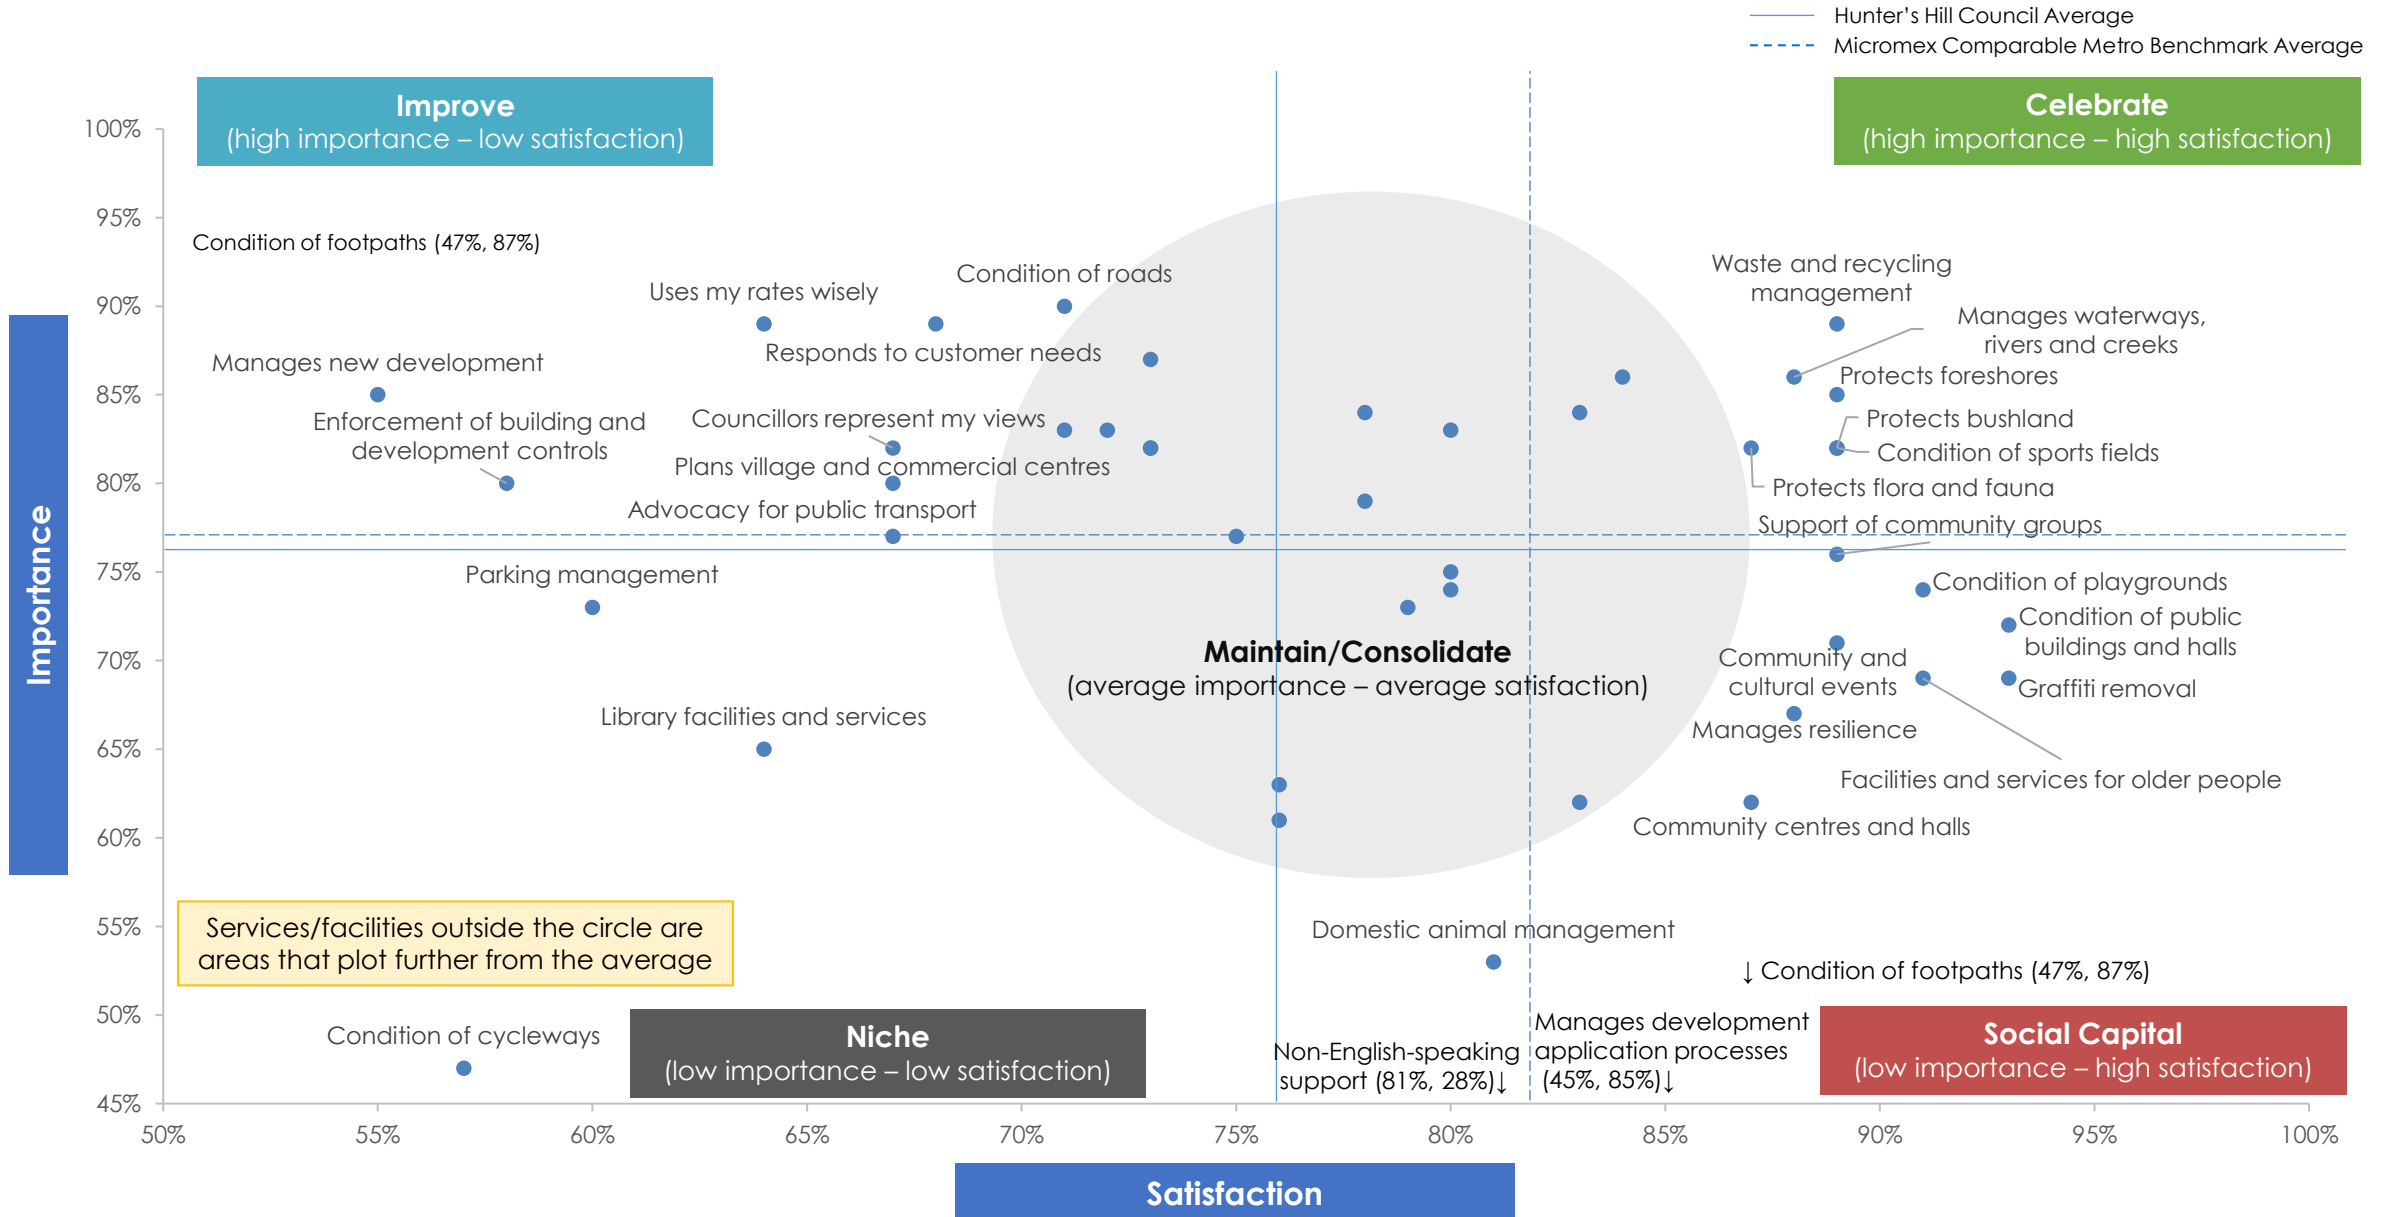 Hunter’s Hill Council Average
Micromex Comparable Metro Benchmark Average
Improve
(high importance – low satisfaction)
Celebrate
(high importance – high satisfaction)
100%
95%
90%
85%
80%
75%
70%
65%
60%
55%
50%
45%
Importance
Condition of footpaths (47%, 87%)
Uses my rates wisely
Condition of roads
Responds to customer needs
Manages new development
Enforcement of building and
development controls
Councillors represent my views
Plans village and commercial centres
Advocacy for public transport
Waste and recycling
management
Manages waterways,
rivers and creeks
Protects foreshores
Protects bushland
Condition of sports fields
Protects flora and fauna
Support of community groups
Parking management
Library facilities and services
Maintain/Consolidate
(average importance – average satisfaction)
Condition of playgrounds
Condition of public
buildings and halls
Community and
cultural events
Graffiti removal
Manages resilience
Facilities and services for older people
Community centres and halls
Services/facilities outside the circle are
areas that plot further from the average
Domestic animal management
↓ Condition of footpaths (47%, 87%)
Condition of cycleways
Niche
(low importance – low satisfaction)
Non-English-speaking
support (81%, 28%)↓
Manages development
application processes
(45%, 85%)↓
Social Capital
(low importance – high satisfaction)
50%
55%
60%
65%
70%
75%
80%
85%
90%
95%
100%
Satisfaction